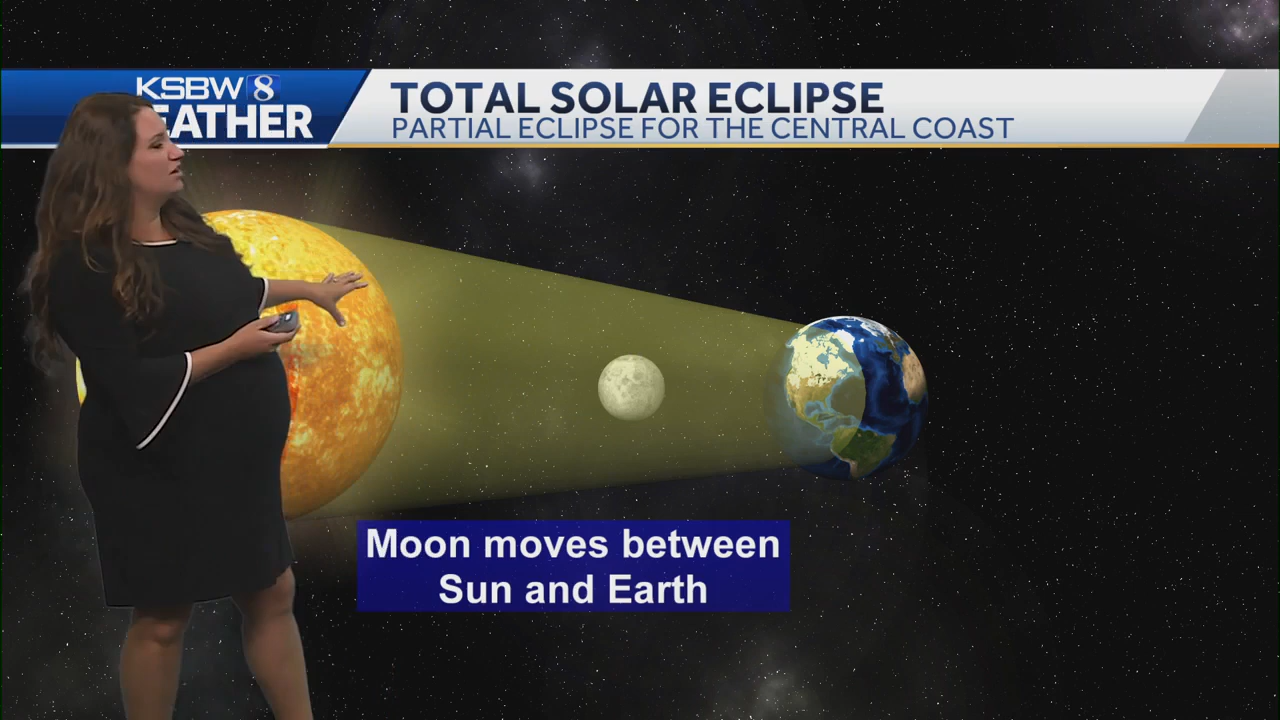 KSBW 8
EATHER
TOTAL SOLAR ECLIPSE
PARTIAL ECLIPSE FOR THE CENTRAL COAST
Moon moves between
Sun and Earth